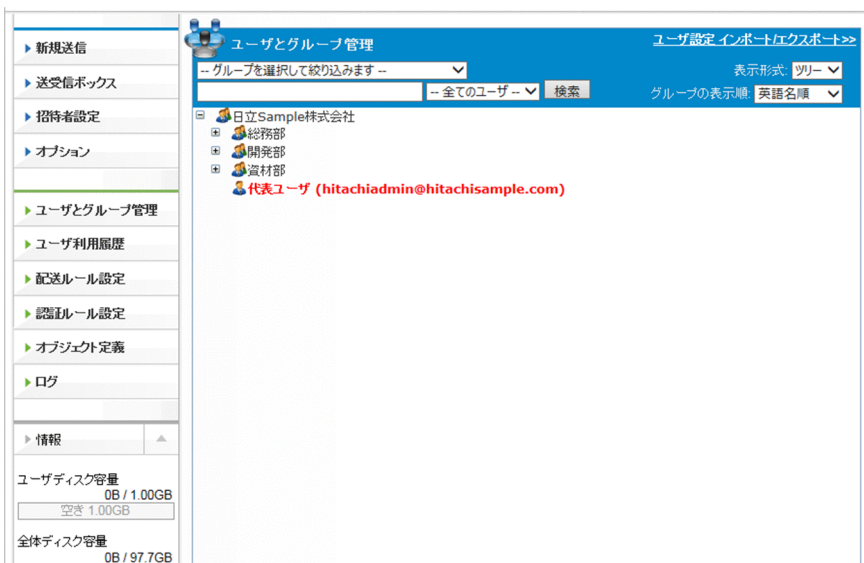 新規送信
送受信ボックス
招待者設定
オプション
ユーザとグループ管理
ユーザ利用履歴
配送ルール設定
認証ルール設定
オブジェクト定義
ログ
情報
ユーザディスク容量
0B / 1.00GB
空き 1.00GB
全体ディスク容量
0B / 97.7GB
ユーザとグループ管理
ユーザ設定 インポート/エクスポート>>
-- グループを選択して絞り込みます --
表示形式: ツリー
-- 全てのユーザ -- 検索
グループの表示順: 英語名順
日立Sample株式会社
総務部
開発部
資材部
代表ユーザ (hitachiadmin@hitachisample.com)